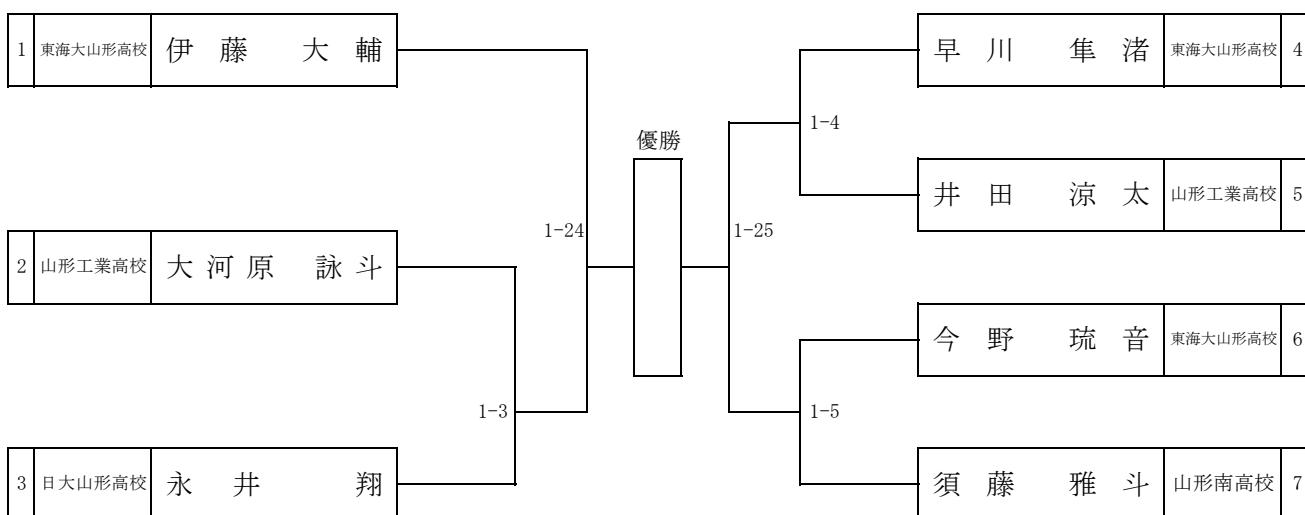 1 東海大山形高校 伊藤 大輔
2 山形工業高校 大河原 詠斗
3 日大山形高校 永井 翔
1-3
1-24
優勝
1-25
1-4
1-5
早川 隼渚 東海大山形高校 4
井田 涼太 山形工業高校 5
今野 琉音 東海大山形高校 6
須藤 雅斗 山形南高校 7